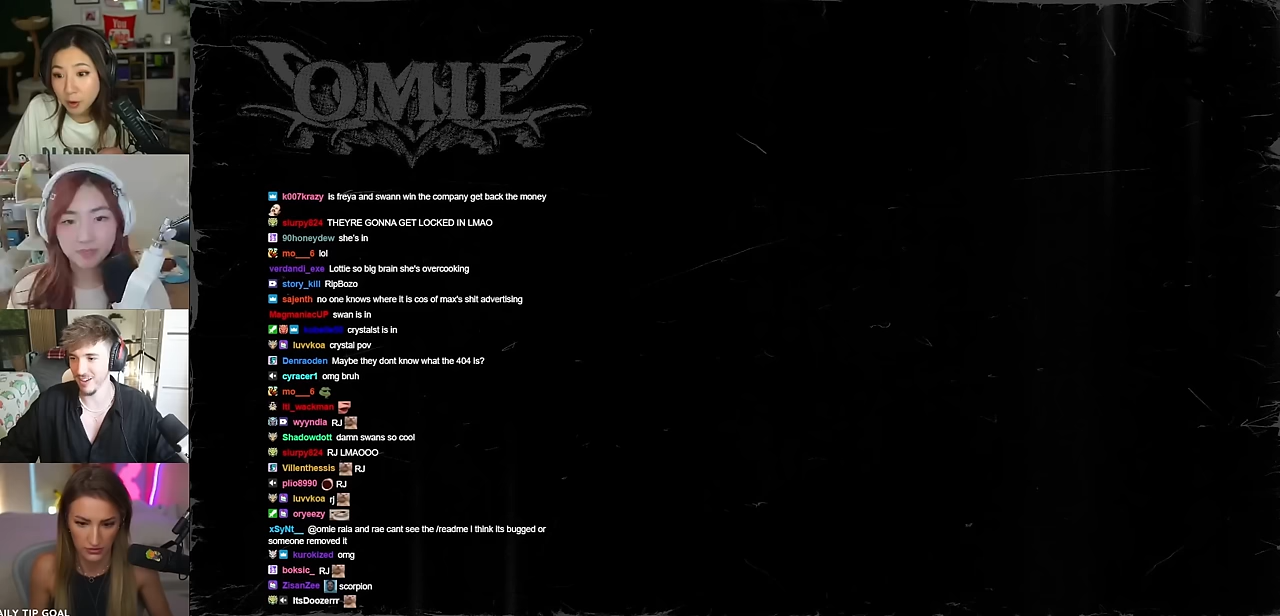 You
BLOND
AILY TIP GOAL
OMIE
k007krazy Is freya and swann win the company get back the money
slurpy824 THEYRE GONNA GET LOCKED IN LMAO
90honeydew she's in
mo___6 lol
verdandi_exe Lottie so big brain she's overcooking
story_kill RipBozo
sajenth no one knows where it is cos of max's shit advertising
MagmaniacUP swan is in
crystalst is in
luvvkoa crystal pov
Denraoden Maybe they dont know what the 404 is?
cyracer1 omg bruh
mo___6
iti_wackman
wyyndia RJ
Shadowdott damn swans so cool
slurpy824 RJ LMAOOO
Villenthessis RJ
plio8990 RJ
luvvkoa rj
oryeezy
xSyNt__ @omie raia and rae cant see the /readme I think its bugged or
someone removed it
kurokized omg
boksic_ RJ
ZisanZee scorpion
ItsDoozerrr